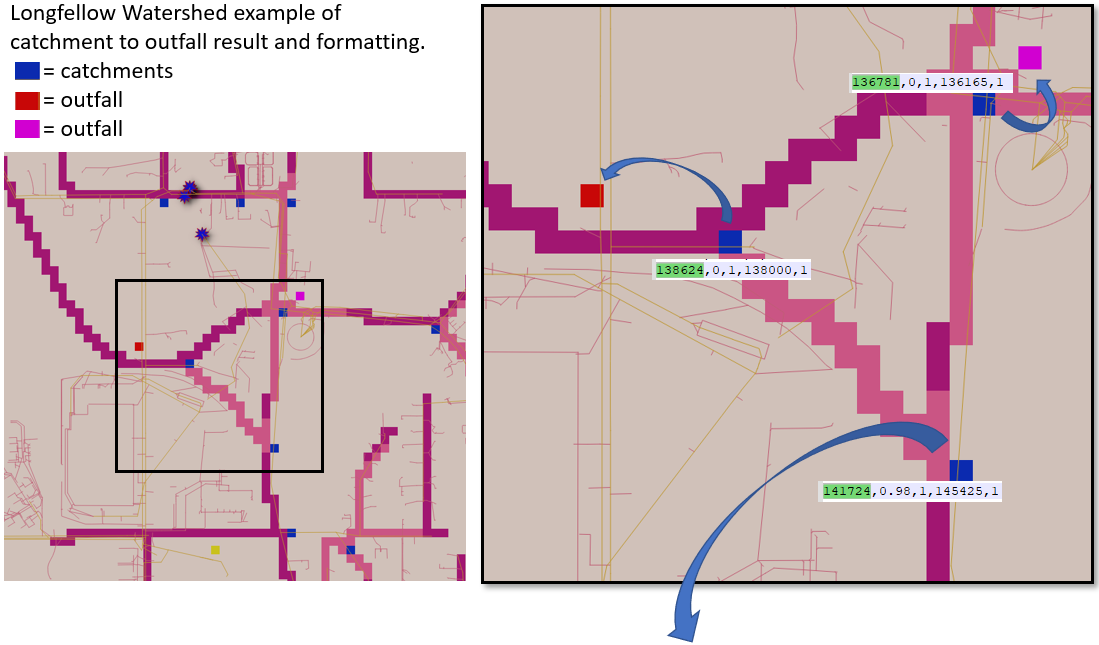 Longfellow Watershed example of
catchment to outfall result and formatting.
= catchments
= outfall
= outfall
136781,0,1,136165,1
138624,0,1,138000,1
141724,0.98,1,145425,1